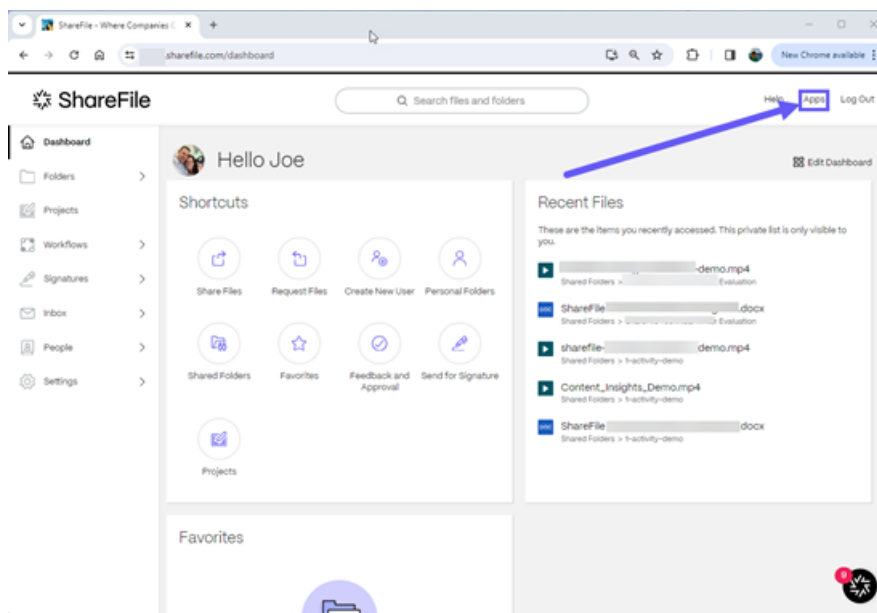 ShareFile - Where Companies C
sharefile.com/dashboard
New Chrome available
ShareFile
Search files and folders
Help
Apps
Log Out
Dashboard
Folders
Projects
Workflows
Signatures
Inbox
People
Settings
Hello Joe
Edit Dashboard
Shortcuts
Share Files
Request Files
Create New User
Personal Folders
Shared Folders
Favorites
Feedback and
Approval
Send for Signature
Projects
Favorites
Recent Files
These are the items you recently accessed. This private list is only visible to
you.
-demo.mp4
Shared Folders > Evaluation
ShareFile .docx
Shared Folders > Evaluation
sharefile- demo.mp4
Shared Folders > 1-activity-demo
Content_Insights_Demo.mp4
Shared Folders > 1-activity-demo
ShareFile docx
Shared Folders > 1-activity-demo
9